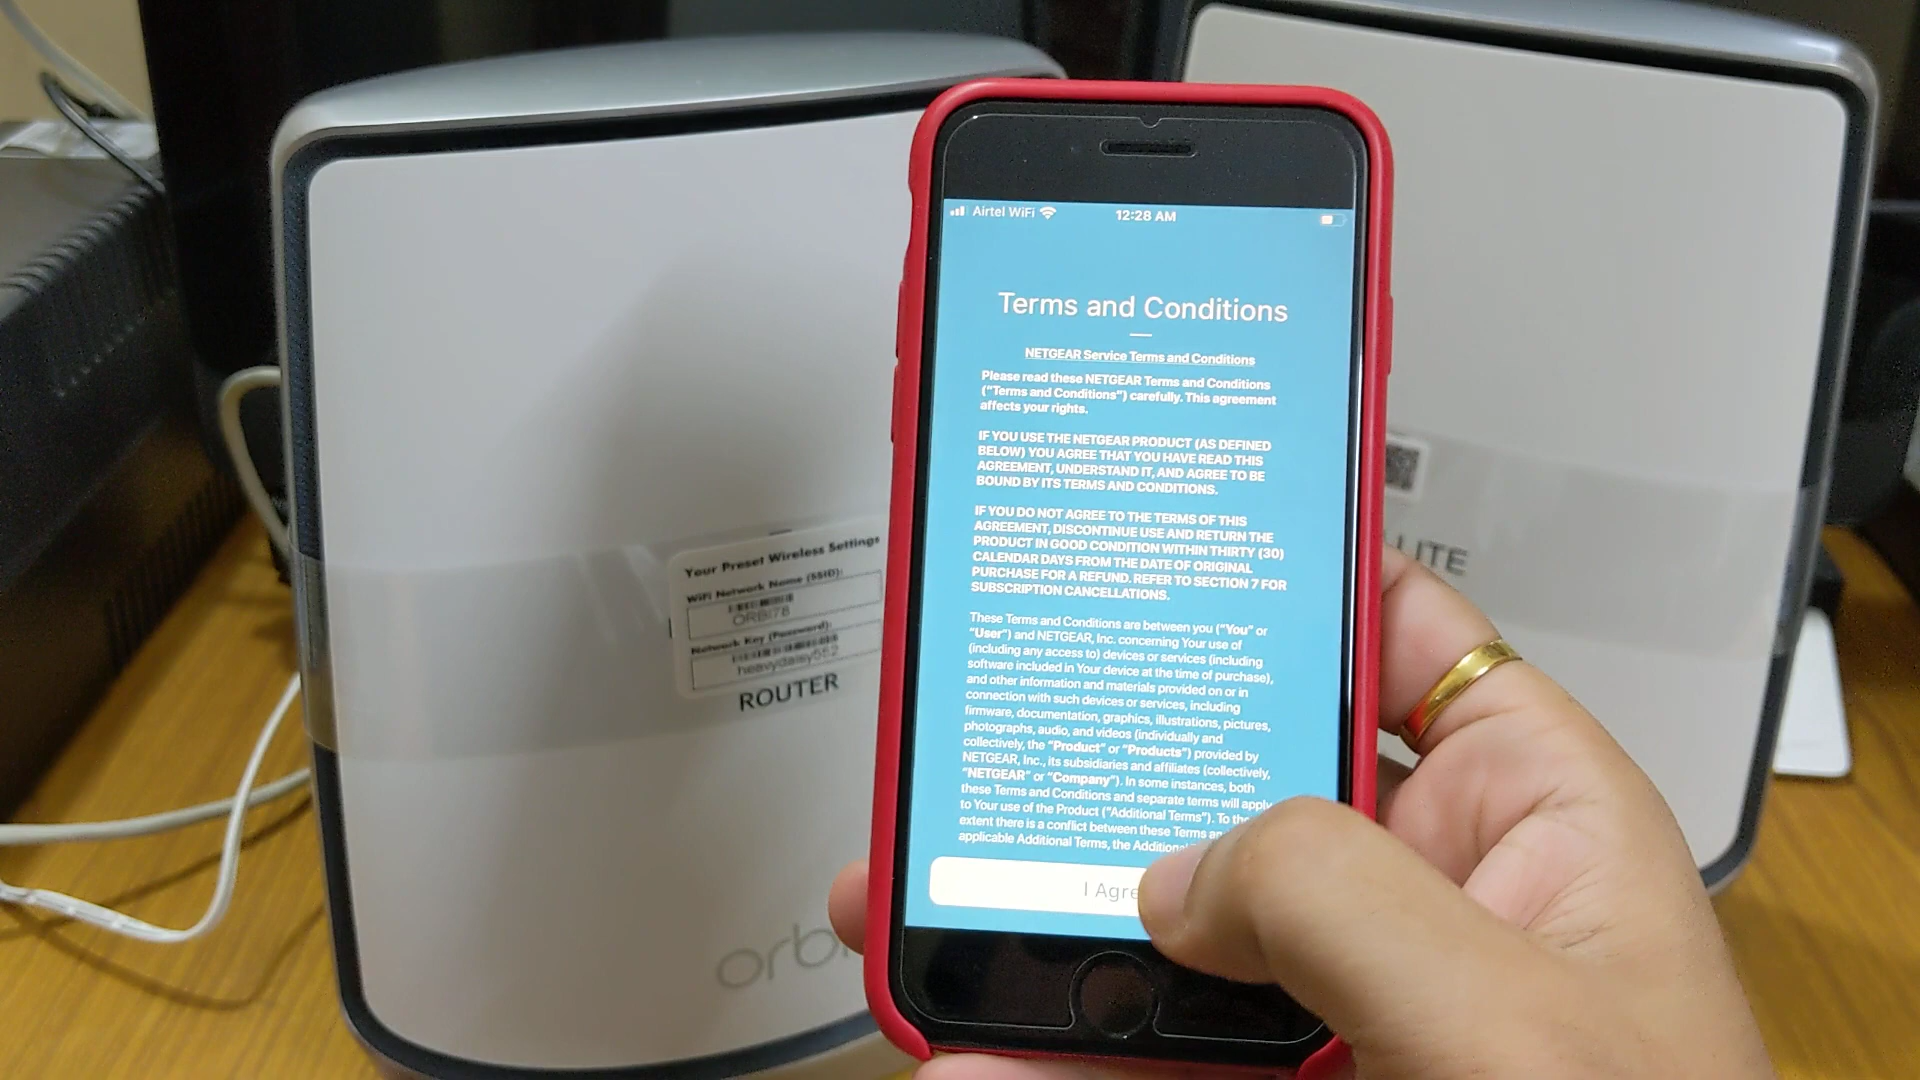 Airtel WiFi
12:28 AM
Terms and Conditions
NETGEAR Service Terms and Conditions
Please read these NETGEAR Terms and Conditions
("Terms and Conditions") carefully. This agreement
affects your rights.
IF YOU USE THE NETGEAR PRODUCT (AS DEFINED
BELOW) YOU AGREE THAT YOU HAVE READ THIS
AGREEMENT, UNDERSTAND IT, AND AGREE TO BE
BOUND BY ITS TERMS AND CONDITIONS.
IF YOU DO NOT AGREE TO THE TERMS OF THIS
AGREEMENT, DISCONTINUE USE AND RETURN THE
PRODUCT IN GOOD CONDITION WITHIN THIRTY (30)
CALENDAR DAYS FROM THE DATE OF ORIGINAL
PURCHASE FOR A REFUND. REFER TO SECTION 7 FOR
SUBSCRIPTION CANCELLATIONS.
These Terms and Conditions are between you ("You" or
"User") and NETGEAR, Inc. concerning Your use of
(including any access to) devices or services (including
software included in Your device at the time of purchase),
and other information and materials provided on or in
connection with such devices or services, including
firmware, documentation, graphics, illustrations, pictures,
photographs, audio, and videos (individually and
collectively, the "Product" or "Products") provided by
NETGEAR, Inc., its subsidiaries and affiliates (collectively,
"NETGEAR" or "Company"). In some instances, both
these Terms and Conditions and separate terms will apply
to Your use of the Product ("Additional Terms"). To the
extent there is a conflict between these Terms an
applicable Additional Terms, the Additional
I Agre
Your Preset Wireless Settings
WiFi Network Name (SSID):
ORBI78
Network Key (Password):
heavydaisy552
ROUTER
orbi
LITE